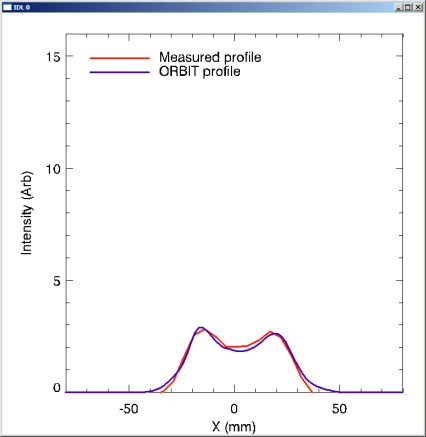 IDL 0
Measured profile
ORBIT profile
15
10
5
0
Intensity (Arb)
-50 0 50
X (mm)